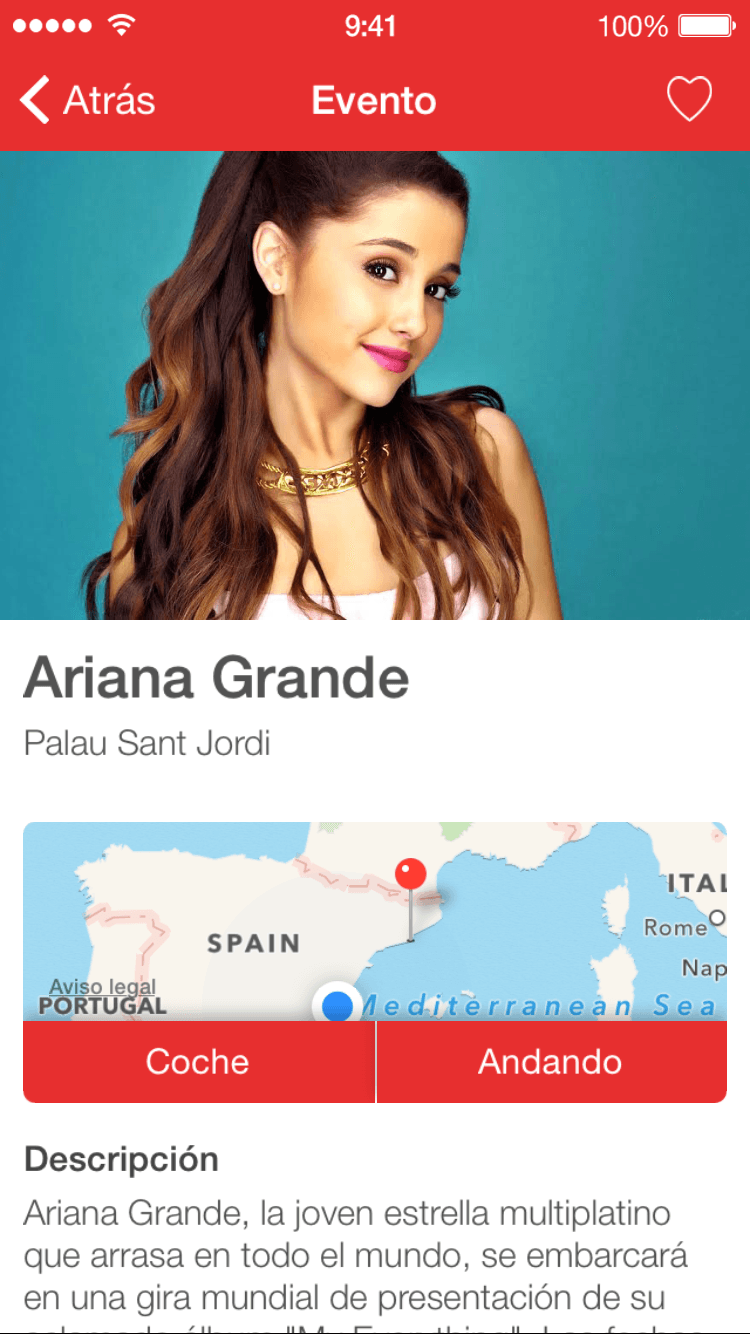 9:41
100%
Atrás
Evento
Ariana Grande
Palau Sant Jordi
ITAL
Rome
SPAIN
Nap
Aviso legal
PORTUGAL
Mediterranean Sea
Coche
Andando
Descripción
Ariana Grande, la joven estrella multiplatino
que arrasa en todo el mundo, se embarcará
en una gira mundial de presentación de su